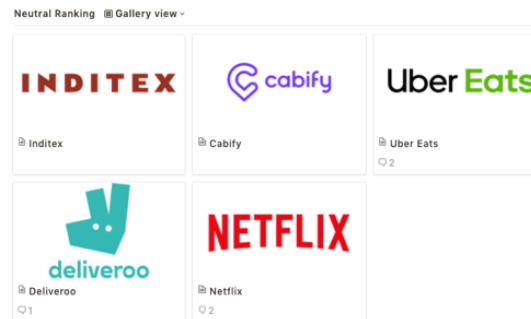 Neutral Ranking Gallery view
INDITEX
cabify
Uber Eats
Inditex
Cabify
Uber Eats
2
deliveroo
NETFLIX
Deliveroo
Netflix
1
2